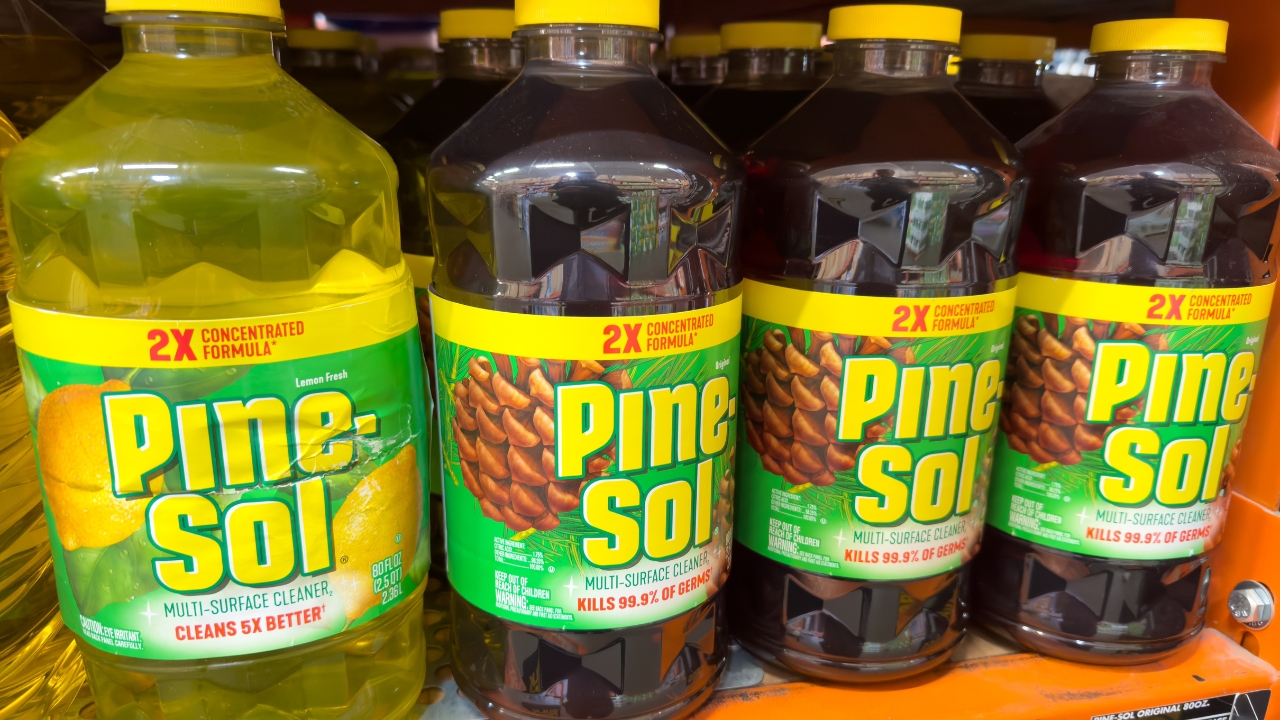 2X CONCENTRATED
FORMULA*
Lemon Fresh
Pine-
Sol®
MULTI-SURFACE CLEANER
CLEANS 5X BETTER†
CAUTION: EYE IRRITANT.
80 FL OZ
(2.5 QT)
2.36 L
2X CONCENTRATED
FORMULA*
Original
Pine-
Sol
MULTI-SURFACE CLEANER
KILLS 99.9% OF GERMS*
KEEP OUT OF
REACH OF CHILDREN
WARNING:
2X CONCENTRATED
FORMULA*
Original
Pine-
Sol
MULTI-SURFACE CLEANER
KILLS 99.9% OF GERMS*
KEEP OUT OF
REACH OF CHILDREN
WARNING:
2X CONCENTRATED
FORMULA*
Original
Pine-
Sol
MULTI-SURFACE CLEANER
KILLS 99.9% OF GERMS*
KEEP OUT OF
REACH OF CHILDREN
WARNING:
PINE-SOL ORIGINAL 80OZ.